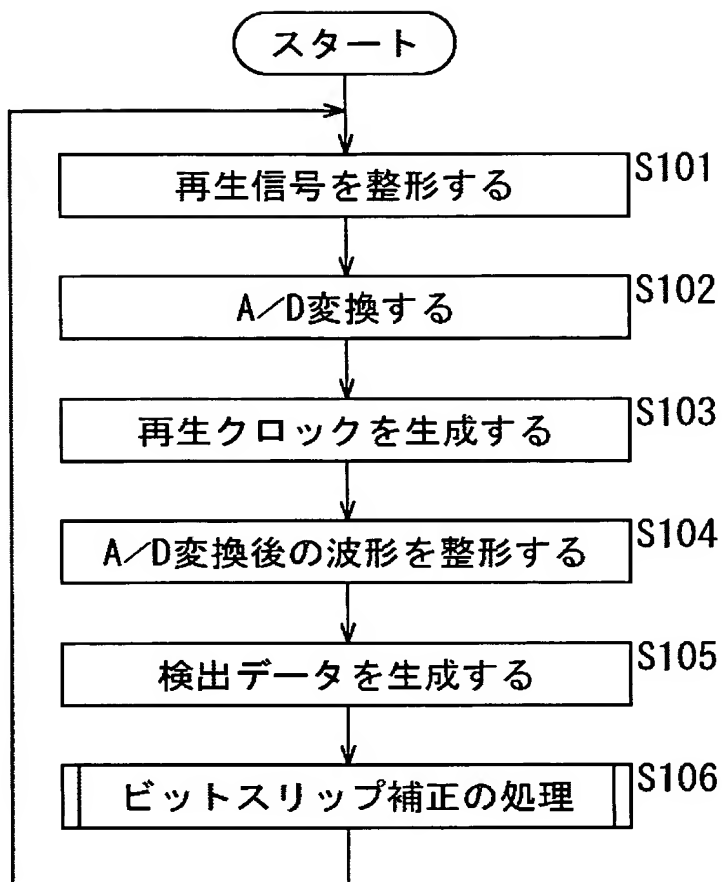 スタート
再生信号を整形する
S101
A／D変換する
S102
再生クロックを生成する
S103
A／D変換後の波形を整形する
S104
検出データを生成する
S105
ビットスリップ補正の処理
S106